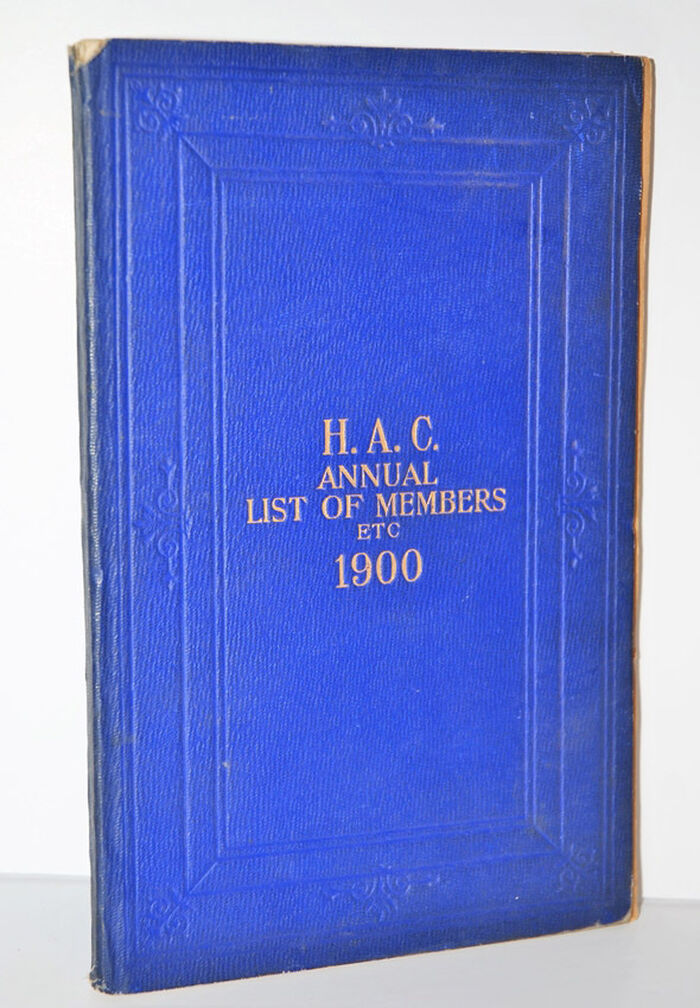 H. A. C.
ANNUAL
LIST OF MEMBERS
ETC
1900